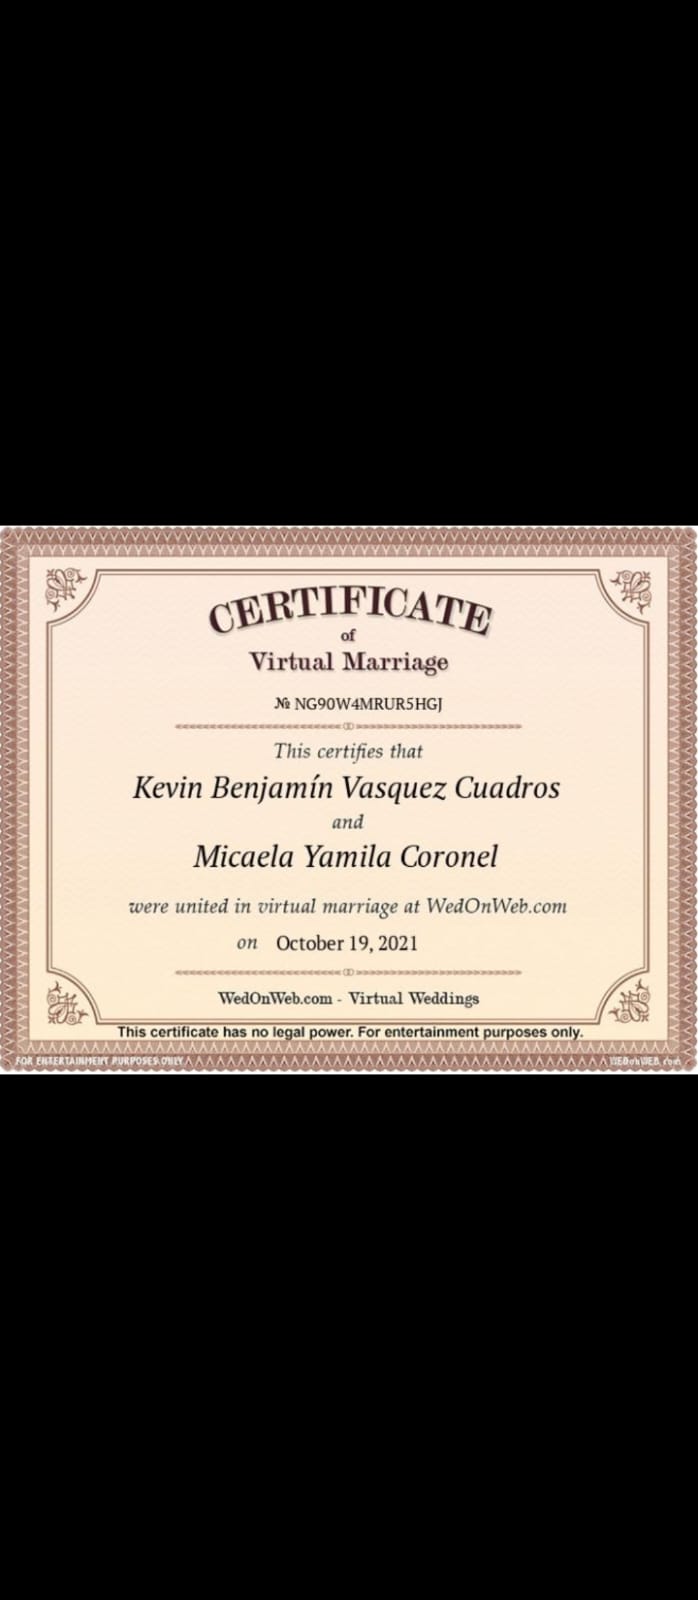 CERTIFICATE
of
Virtual Marriage
№ NG90W4MRUR5HGJ
This certifies that
Kevin Benjamín Vasquez Cuadros
and
Micaela Yamila Coronel
were united in virtual marriage at WedOnWeb.com
on October 19, 2021
WedOnWeb.com - Virtual Weddings
This certificate has no legal power. For entertainment purposes only.
FOR ENTERTAINMENT PURPOSES ONLY
WEDonWEB.com